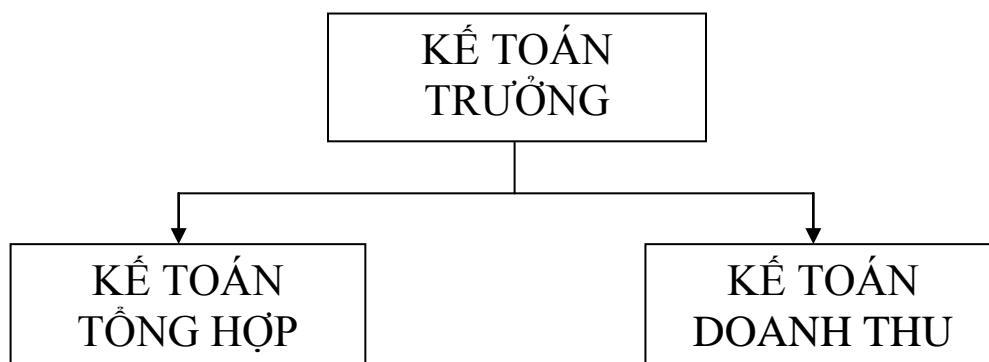 KẾ TOÁN
TRƯỞNG
KẾ TOÁN
TỔNG HỢP
KẾ TOÁN
DOANH THU